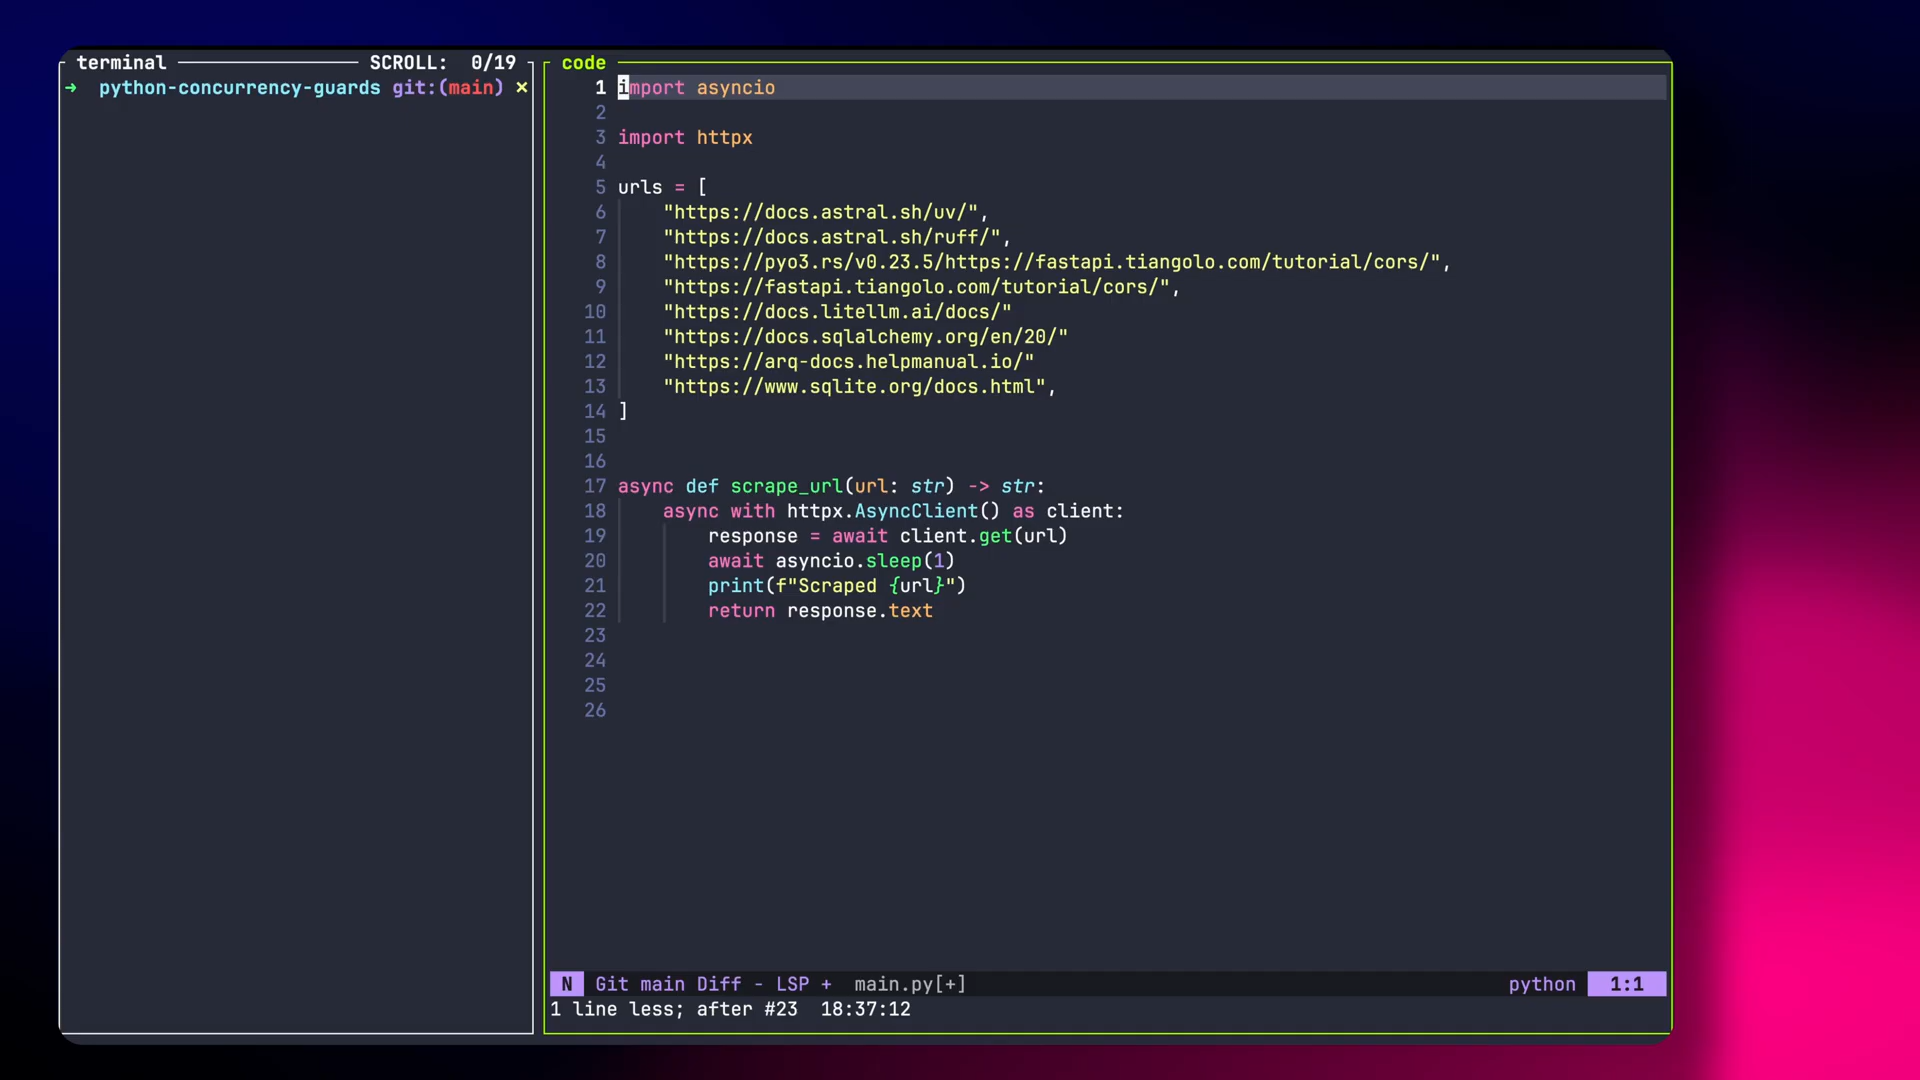 terminal SCROLL: 0/19
➜ python-concurrency-guards git:(main) ×
code
1 import asyncio
2
3 import httpx
4
5 urls = [
6     "https://docs.astral.sh/uv/",
7     "https://docs.astral.sh/ruff/",
8     "https://pyo3.rs/v0.23.5/https://fastapi.tiangolo.com/tutorial/cors/",
9     "https://fastapi.tiangolo.com/tutorial/cors/",
10     "https://docs.litellm.ai/docs/"
11     "https://docs.sqlalchemy.org/en/20/"
12     "https://arq-docs.helpmanual.io/"
13     "https://www.sqlite.org/docs.html",
14 ]
15
16
17 async def scrape_url(url: str) -> str:
18     async with httpx.AsyncClient() as client:
19         response = await client.get(url)
20         await asyncio.sleep(1)
21         print(f"Scraped {url}")
22         return response.text
23
24
25
26
N Git main Diff - LSP + main.py[+] python 1:1
1 line less; after #23 18:37:12